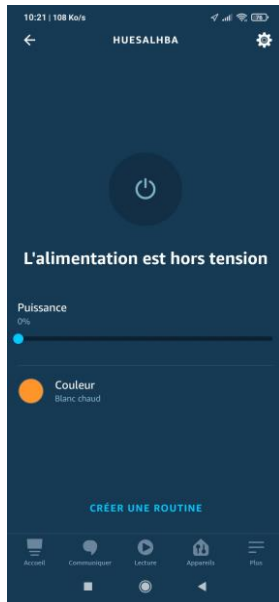 10:21 | 108 Ko/s
HUESALHBA
L'alimentation est hors tension
Puissance
0%
Couleur
Blanc chaud
CRÉER UNE ROUTINE
Accueil Communiquer Lecture Appareils Plus